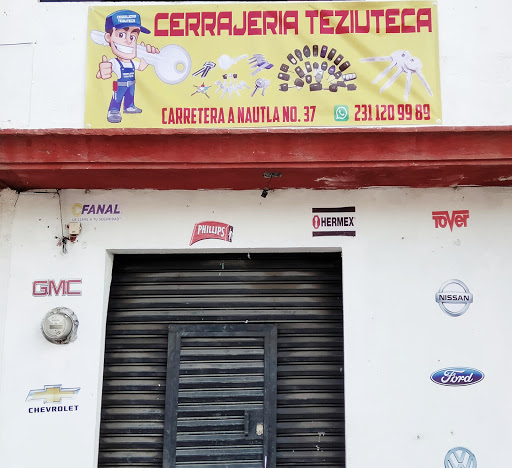 CERRAJERIA TEZIUTECA
CARRETERA A NAUTLA NO. 37
231 120 99 89
FANAL
PHILLIPS
HERMEX
TOVER
GMC
NISSAN
CHEVROLET
Ford